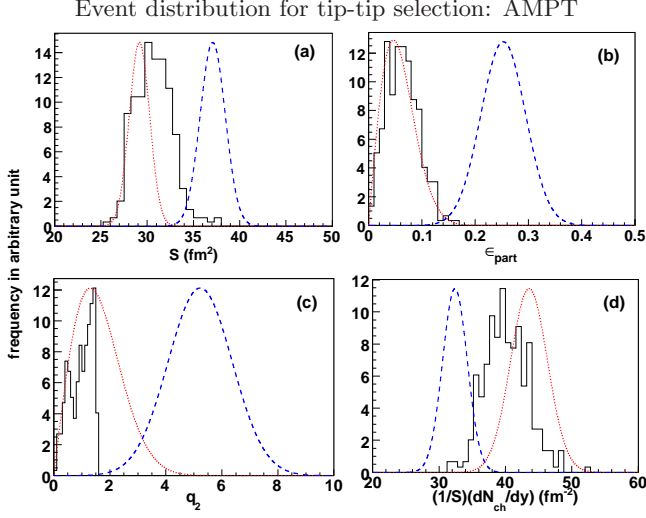 Event distribution for tip-tip selection: AMPT
frequency in arbitrary unit
(a)
14
12
10
8
6
4
2
0
20 25 30 35 40 45 50
S (fm²)
(b)
14
12
10
8
6
4
2
0
0 0.1 0.2 0.3 0.4 0.5
∈part
(c)
14
12
10
8
6
4
2
0
0 2 4 6 8 10
q₂
(d)
12
10
8
6
4
2
0
20 30 40 50 60
(1/S)(dNch/dy) (fm⁻²)